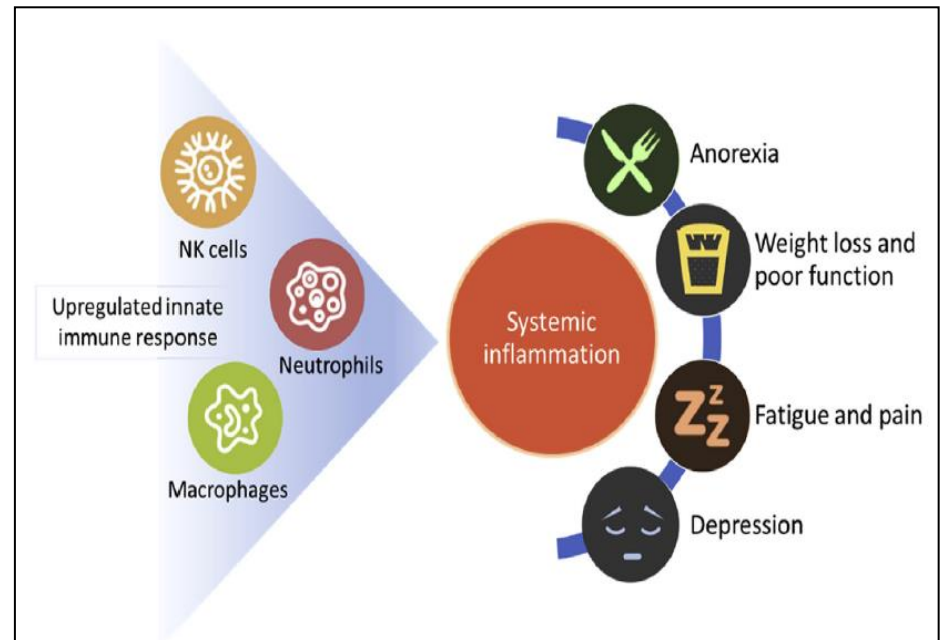 NK cells
Upregulated innate
immune response
Neutrophils
Macrophages
Systemic
inflammation
Anorexia
Weight loss and
poor function
Fatigue and pain
Z
Z
Z
Depression